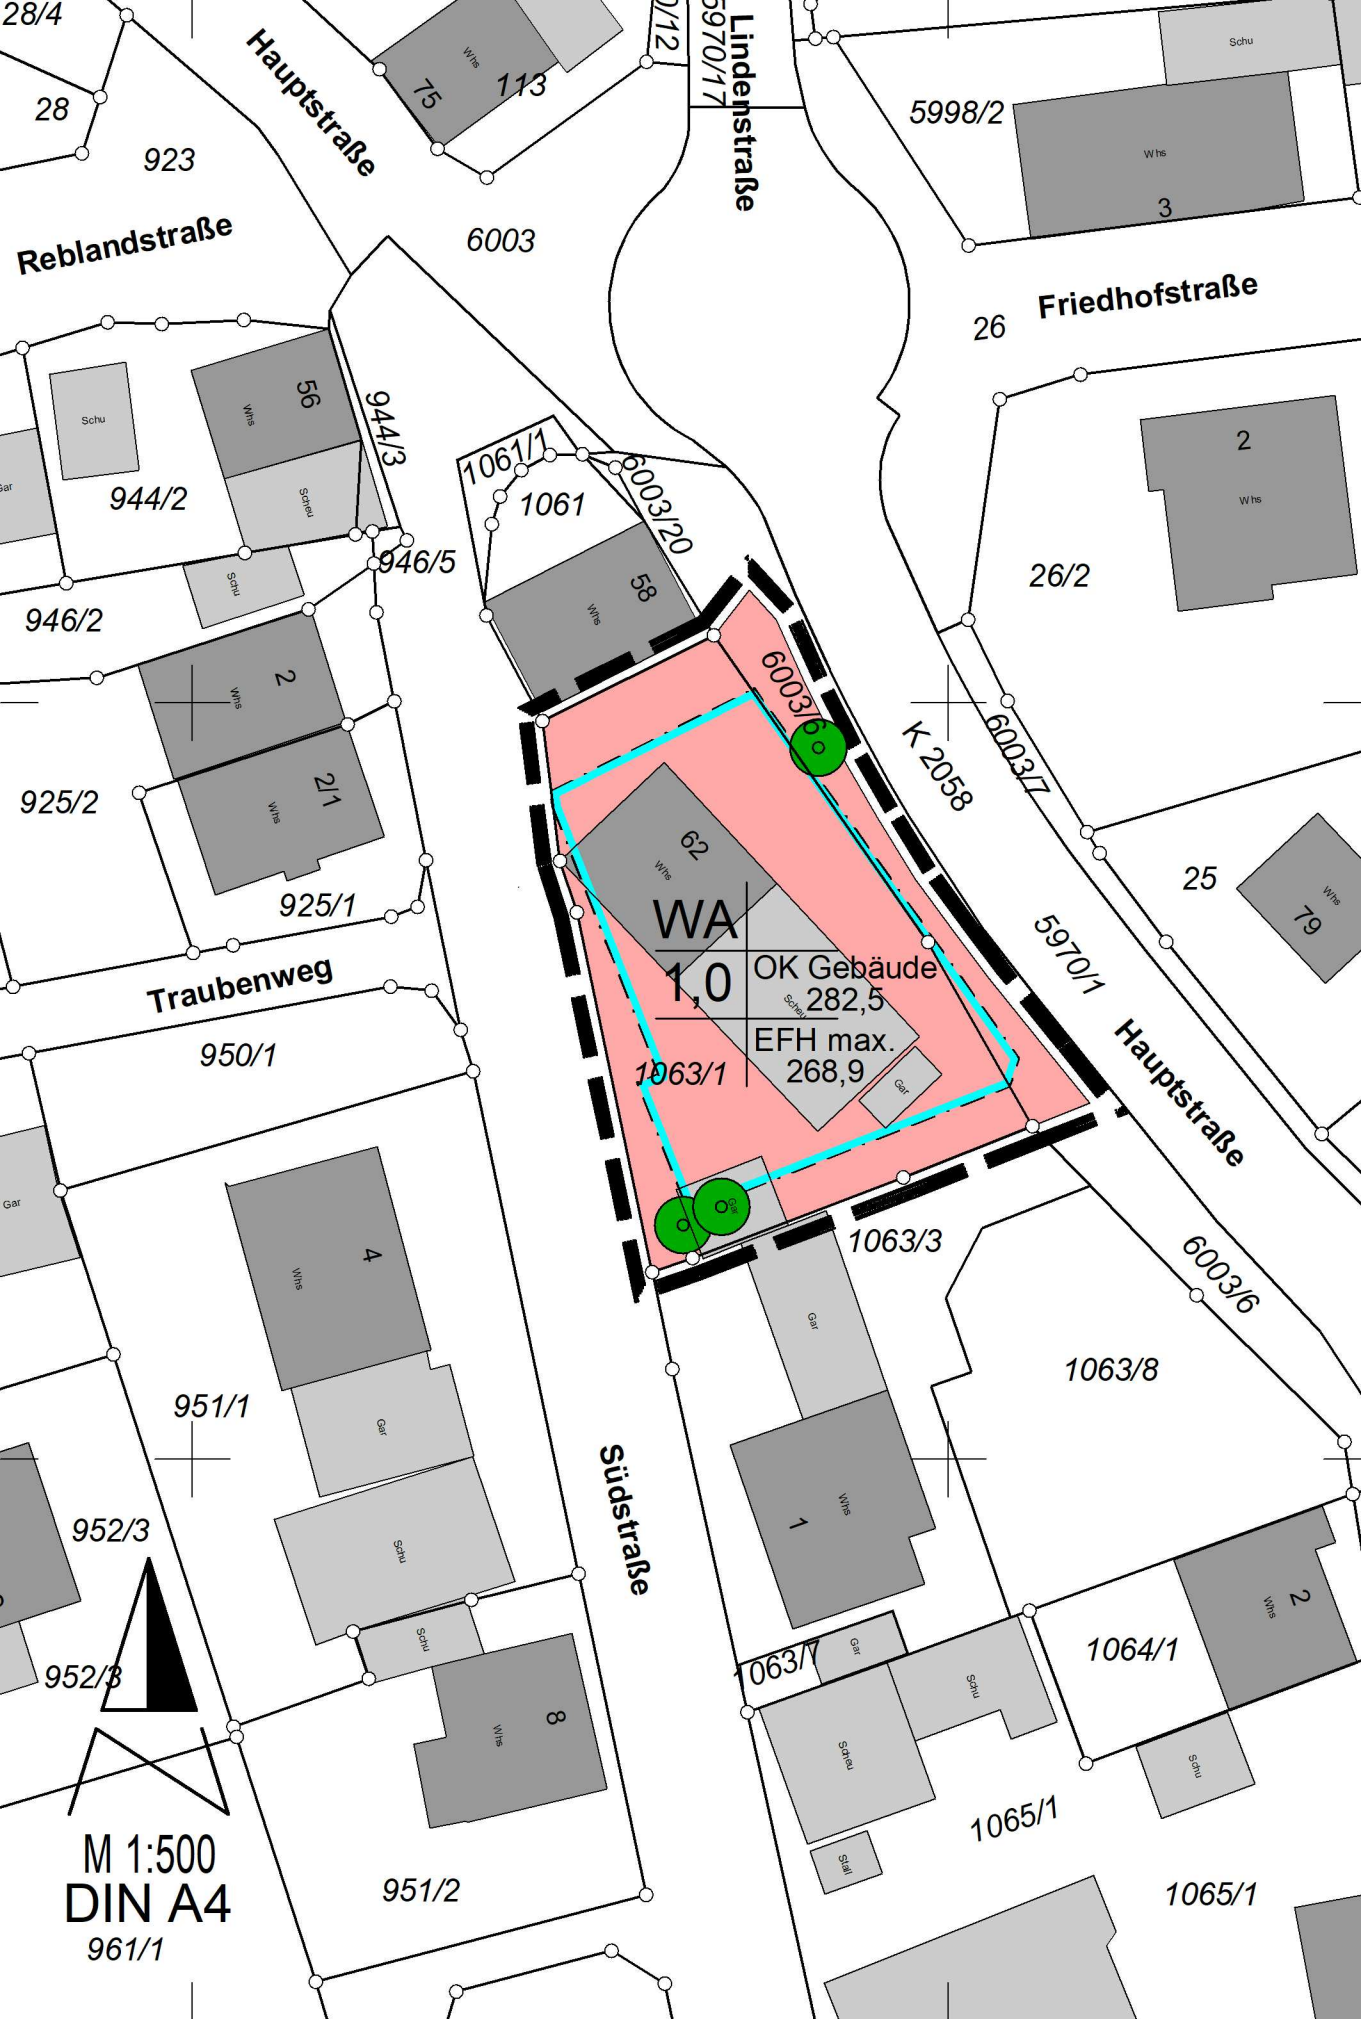 28/4
28
923
Hauptstraße
75
Whs
113
0/12
5970/17
Lindenstraße
5998/2
Schu
Whs
3
Reblandstraße
6003
Friedhofstraße
26
Schu
56
Whs
944/3
Scheu
Gar
944/2
1061/1
1061
6003/20
2
Whs
946/5
Schu
946/2
58
Whs
26/2
2
Whs
6003/6
K 2058
6003/7
2/1
Whs
925/2
62
Whs
25
79
Whs
925/1
WA
1,0
OK Gebäude
282,5
EFH max.
268,9
Scheu
5970/1
Traubenweg
950/1
1063/1
Gar
Hauptstraße
Gar
4
Whs
Gar
1063/3
6003/6
Gar
1063/8
951/1
Gar
Südstraße
Whs
1
952/3
Schu
2
Whs
Schu
1063/7
Gar
1064/1
952/3
Schu
8
Whs
Scheu
Schu
1065/1
M 1:500
DIN A4
961/1
951/2
Stall
1065/1